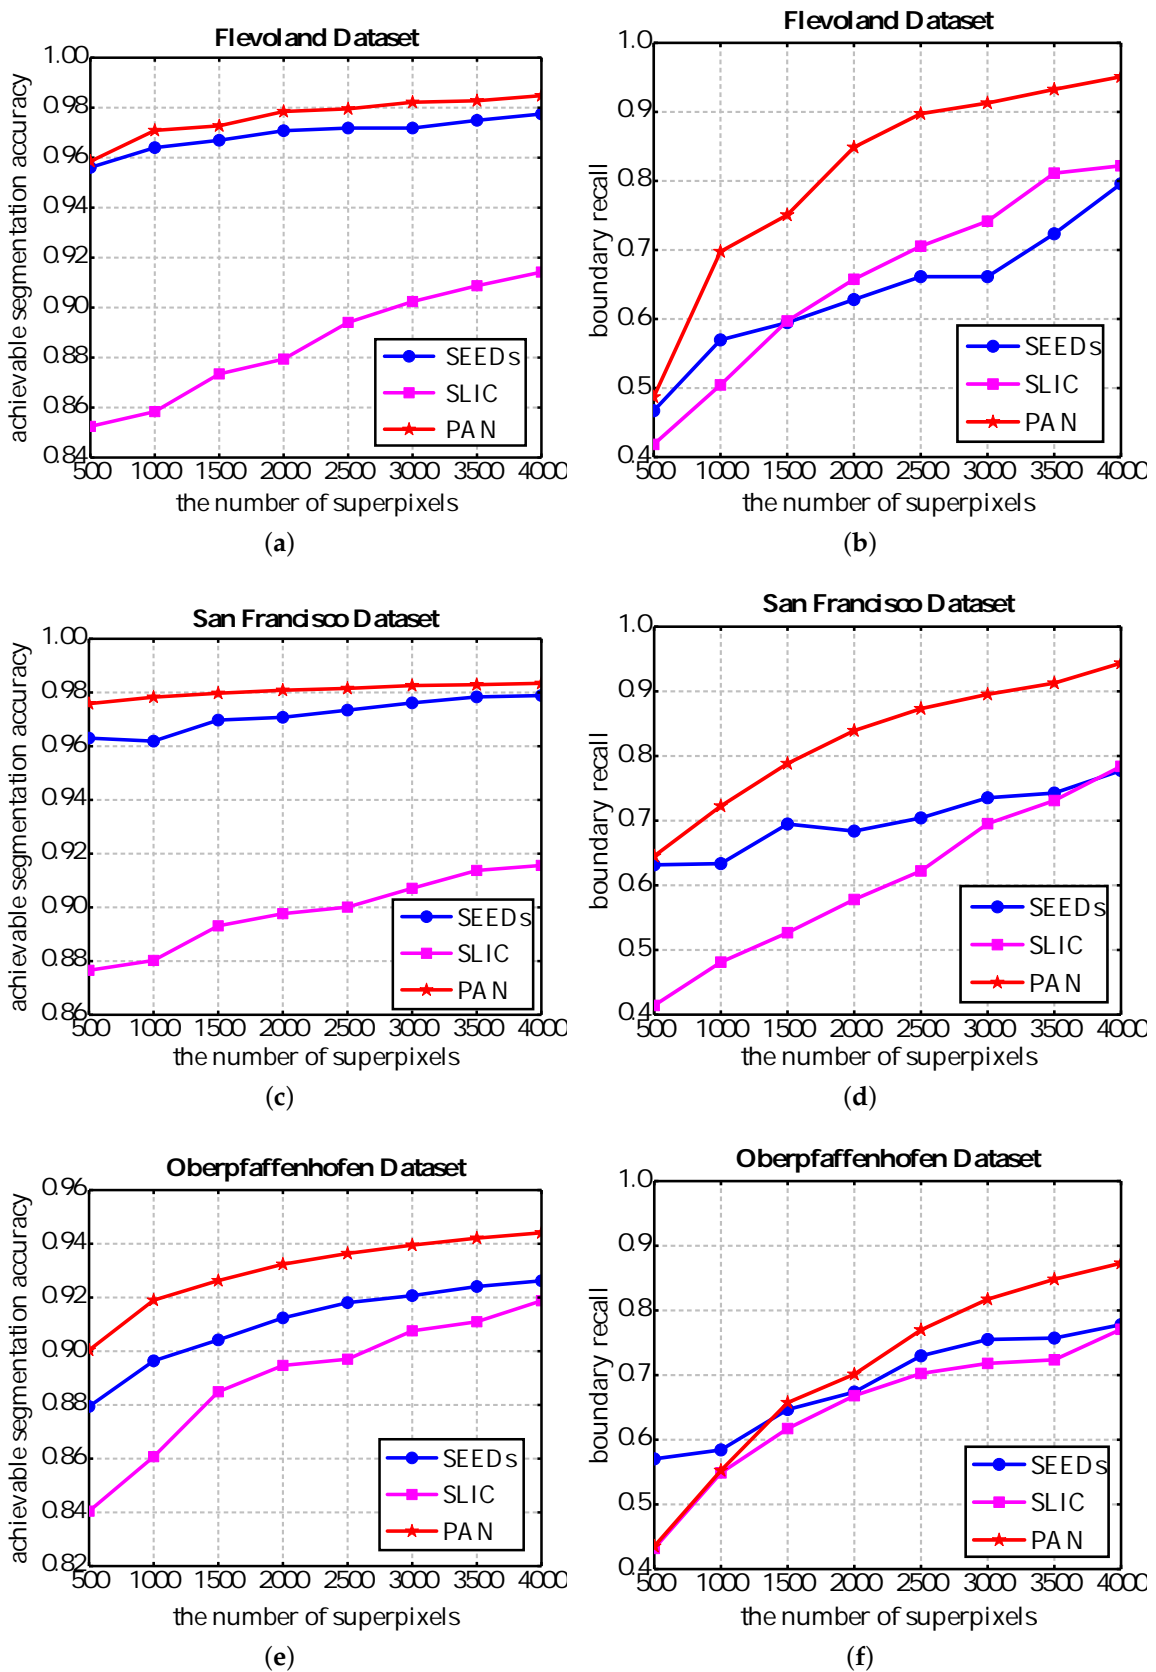 Flevoland Dataset
achievable segmentation accuracy
1.00
0.98
0.96
0.94
0.92
0.90
0.88
0.86
0.84
SEEDs
SLIC
PAN
500 1000 1500 2000 2500 3000 3500 4000
the number of superpixels
(a)
Flevoland Dataset
boundary recall
1.0
0.9
0.8
0.7
0.6
0.5
0.4
SEEDs
SLIC
PAN
500 1000 1500 2000 2500 3000 3500 4000
the number of superpixels
(b)
San Francisco Dataset
achievable segmentation accuracy
1.00
0.98
0.96
0.94
0.92
0.90
0.88
0.86
SEEDs
SLIC
PAN
500 1000 1500 2000 2500 3000 3500 4000
the number of superpixels
(c)
San Francisco Dataset
boundary recall
1.0
0.9
0.8
0.7
0.6
0.5
0.4
SEEDs
SLIC
PAN
500 1000 1500 2000 2500 3000 3500 4000
the number of superpixels
(d)
Oberpfaffenhofen Dataset
achievable segmentation accuracy
0.96
0.94
0.92
0.90
0.88
0.86
0.84
0.82
SEEDs
SLIC
PAN
500 1000 1500 2000 2500 3000 3500 4000
the number of superpixels
(e)
Oberpfaffenhofen Dataset
boundary recall
1.0
0.9
0.8
0.7
0.6
0.5
0.4
SEEDs
SLIC
PAN
500 1000 1500 2000 2500 3000 3500 4000
the number of superpixels
(f)